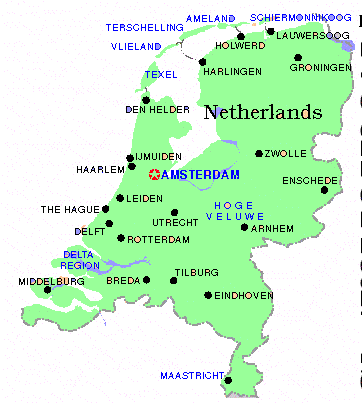 AMELAND
SCHIERMONNIKOOG
TERSCHELLING
LAUWERSOOG
VLIELAND
HOLWERD
GRONINGEN
HARLINGEN
TEXEL
DEN HELDER
Netherlands
IJMUIDEN
ZWOLLE
HAARLEM
AMSTERDAM
ENSCHEDE
LEIDEN
HOGE
VELUWE
THE HAGUE
UTRECHT
DELFT
ARNHEM
ROTTERDAM
DELTA
REGION
TILBURG
MIDDELBURG
BREDA
EINDHOVEN
MAASTRICHT